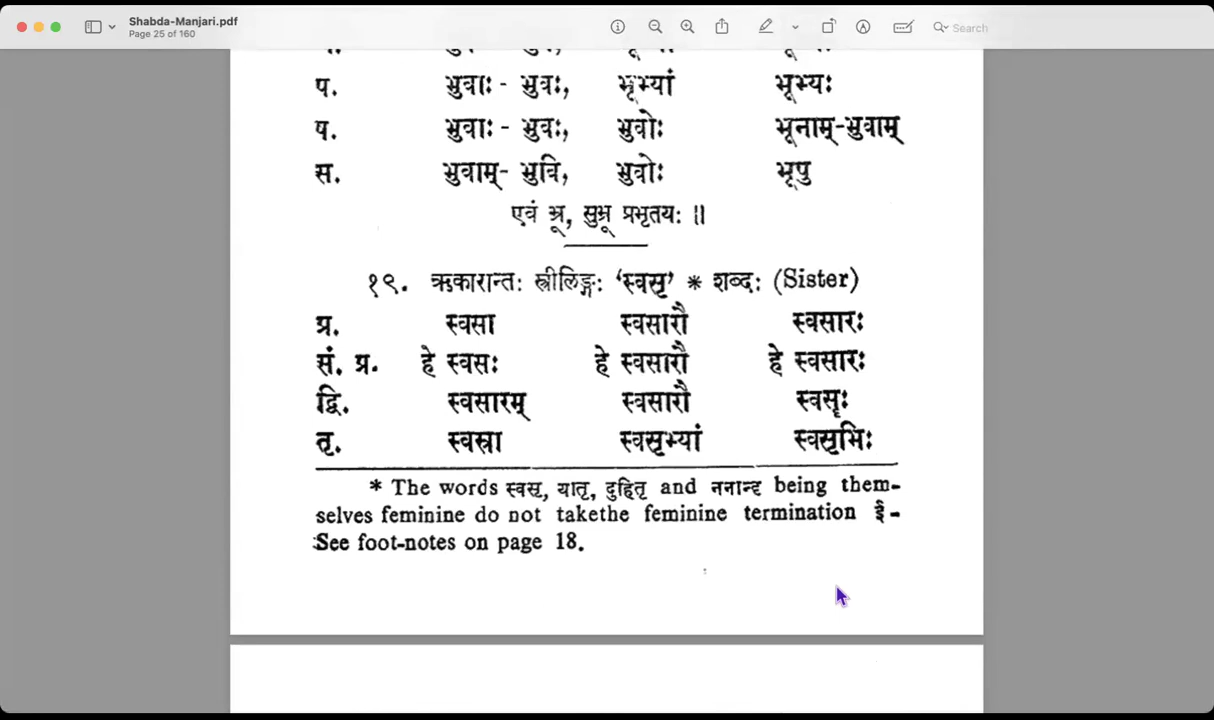 Shabda-Manjari.pdf
Page 25 of 160
Search
प. भुवाः - भुवः, भूभ्यां भूभ्यः
ष. भुवाः - भुवः, भुवोः भूनाम्-भुवाम्
स. भुवाम्- भुवि, भुवोः भूषु
एवं भ्रू, सुभ्रू प्रभृतयः ॥
१९. ऋकारान्तः स्त्रीलिङ्गः ‘स्वसृ’ * शब्दः (Sister)
प्र. स्वसा स्वसारौ स्वसारः
सं. प्र. हे स्वसः हे स्वसारौ हे स्वसारः
द्वि. स्वसारम् स्वसारौ स्वसॄः
तृ. स्वस्रा स्वसृभ्यां स्वसृभिः
* The words स्वसृ, यातृ, दुहितृ and ननान्दृ being them-
selves feminine do not takethe feminine termination ई-
See foot-notes on page 18.